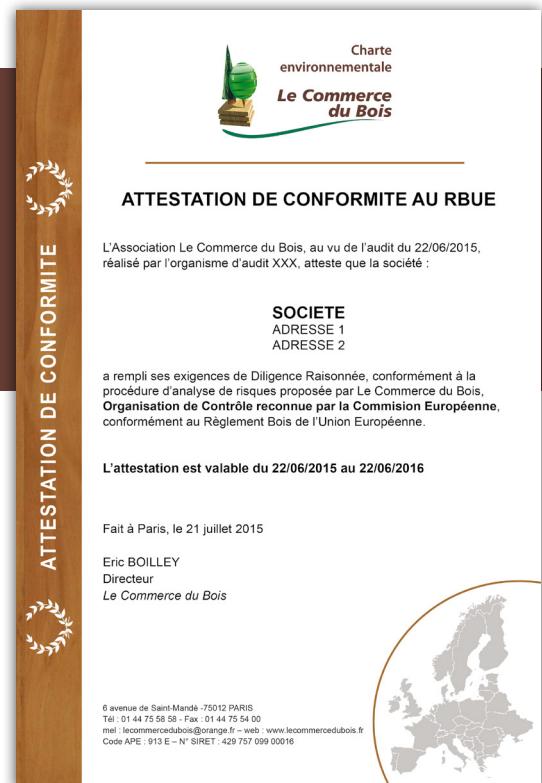 Charte
environnementale
Le Commerce
du Bois
ATTESTATION DE CONFORMITE AU RBUE
L'Association Le Commerce du Bois, au vu de l'audit du 22/06/2015,
réalisé par l'organisme d'audit XXX, atteste que la société :
SOCIETE
ADRESSE 1
ADRESSE 2
a rempli ses exigences de Diligence Raisonnée, conformément à la
procédure d'analyse de risques proposée par Le Commerce du Bois,
Organisation de Contrôle reconnue par la Commision Européenne,
conformément au Règlement Bois de l'Union Européenne.
L'attestation est valable du 22/06/2015 au 22/06/2016
Fait à Paris, le 21 juillet 2015
Eric BOILLEY
Directeur
Le Commerce du Bois
6 avenue de Saint-Mandé -75012 PARIS
Tél : 01 44 75 58 58 - Fax : 01 44 75 54 00
mel : lecommercedubois@orange.fr – web : www.lecommercedubois.fr
Code APE : 913 E – N° SIRET : 429 757 099 00016
ATTESTATION DE CONFORMITE